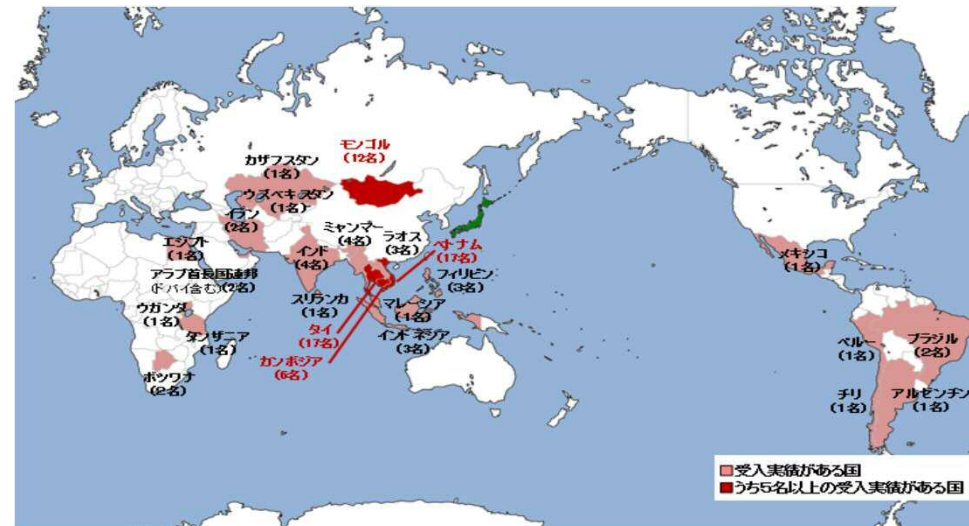 モンゴル
(12名)
カザフスタン
(1名)
ウズベキスタン
(1名)
イラン
(2名)
ミャンマー
(4名)
ラオス
(3名)
ベトナム
(17名)
エジプト
(1名)
インド
(4名)
フィリピン
(3名)
アラブ首長国連邦
(ドバイ含む)(2名)
スリランカ
(1名)
マレーシア
(1名)
ウガンダ
(1名)
タンザニア
(1名)
タイ
(17名)
インドネシア
(3名)
カンボジア
(6名)
ボツワナ
(2名)
メキシコ
(1名)
ペルー
(1名)
ブラジル
(2名)
チリ
(1名)
アルゼンチン
(1名)
受入実績がある国
うち5名以上の受入実績がある国